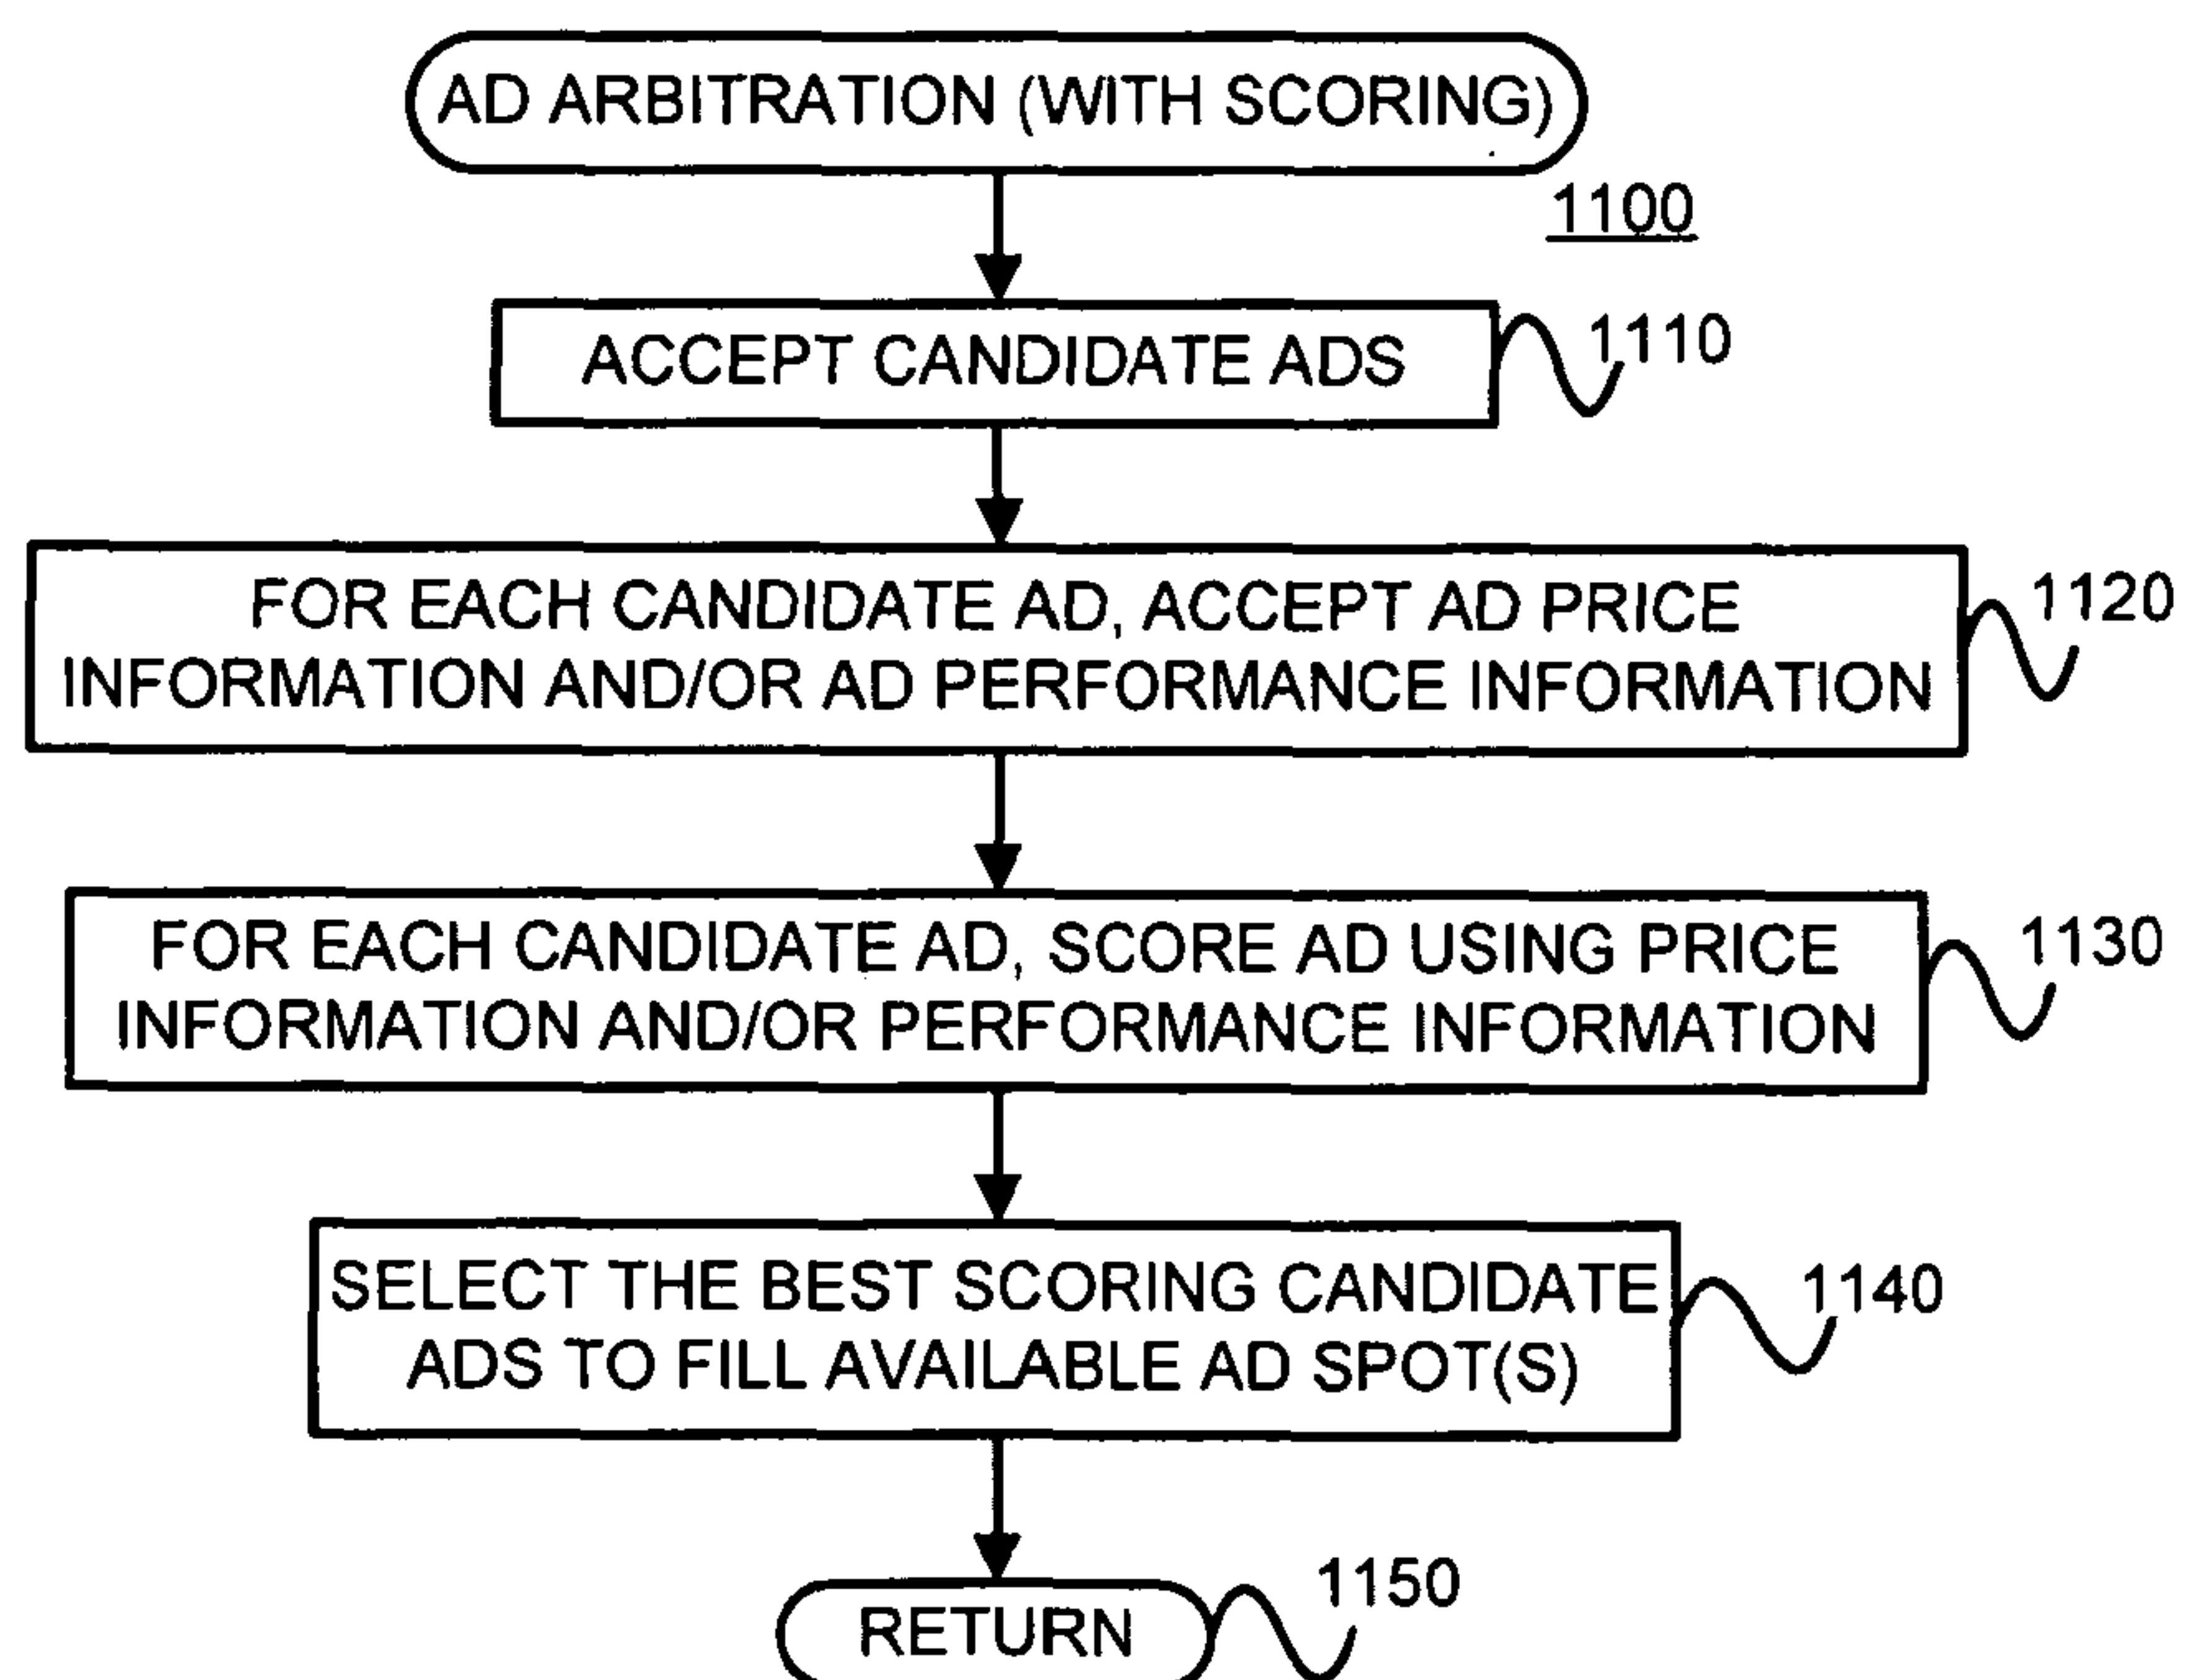 AD ARBITRATION (WITH SCORING)
1100
ACCEPT CANDIDATE ADS
1110
FOR EACH CANDIDATE AD, ACCEPT AD PRICE
INFORMATION AND/OR AD PERFORMANCE INFORMATION
1120
FOR EACH CANDIDATE AD, SCORE AD USING PRICE
INFORMATION AND/OR PERFORMANCE INFORMATION
1130
SELECT THE BEST SCORING CANDIDATE
ADS TO FILL AVAILABLE AD SPOT(S)
1140
RETURN
1150